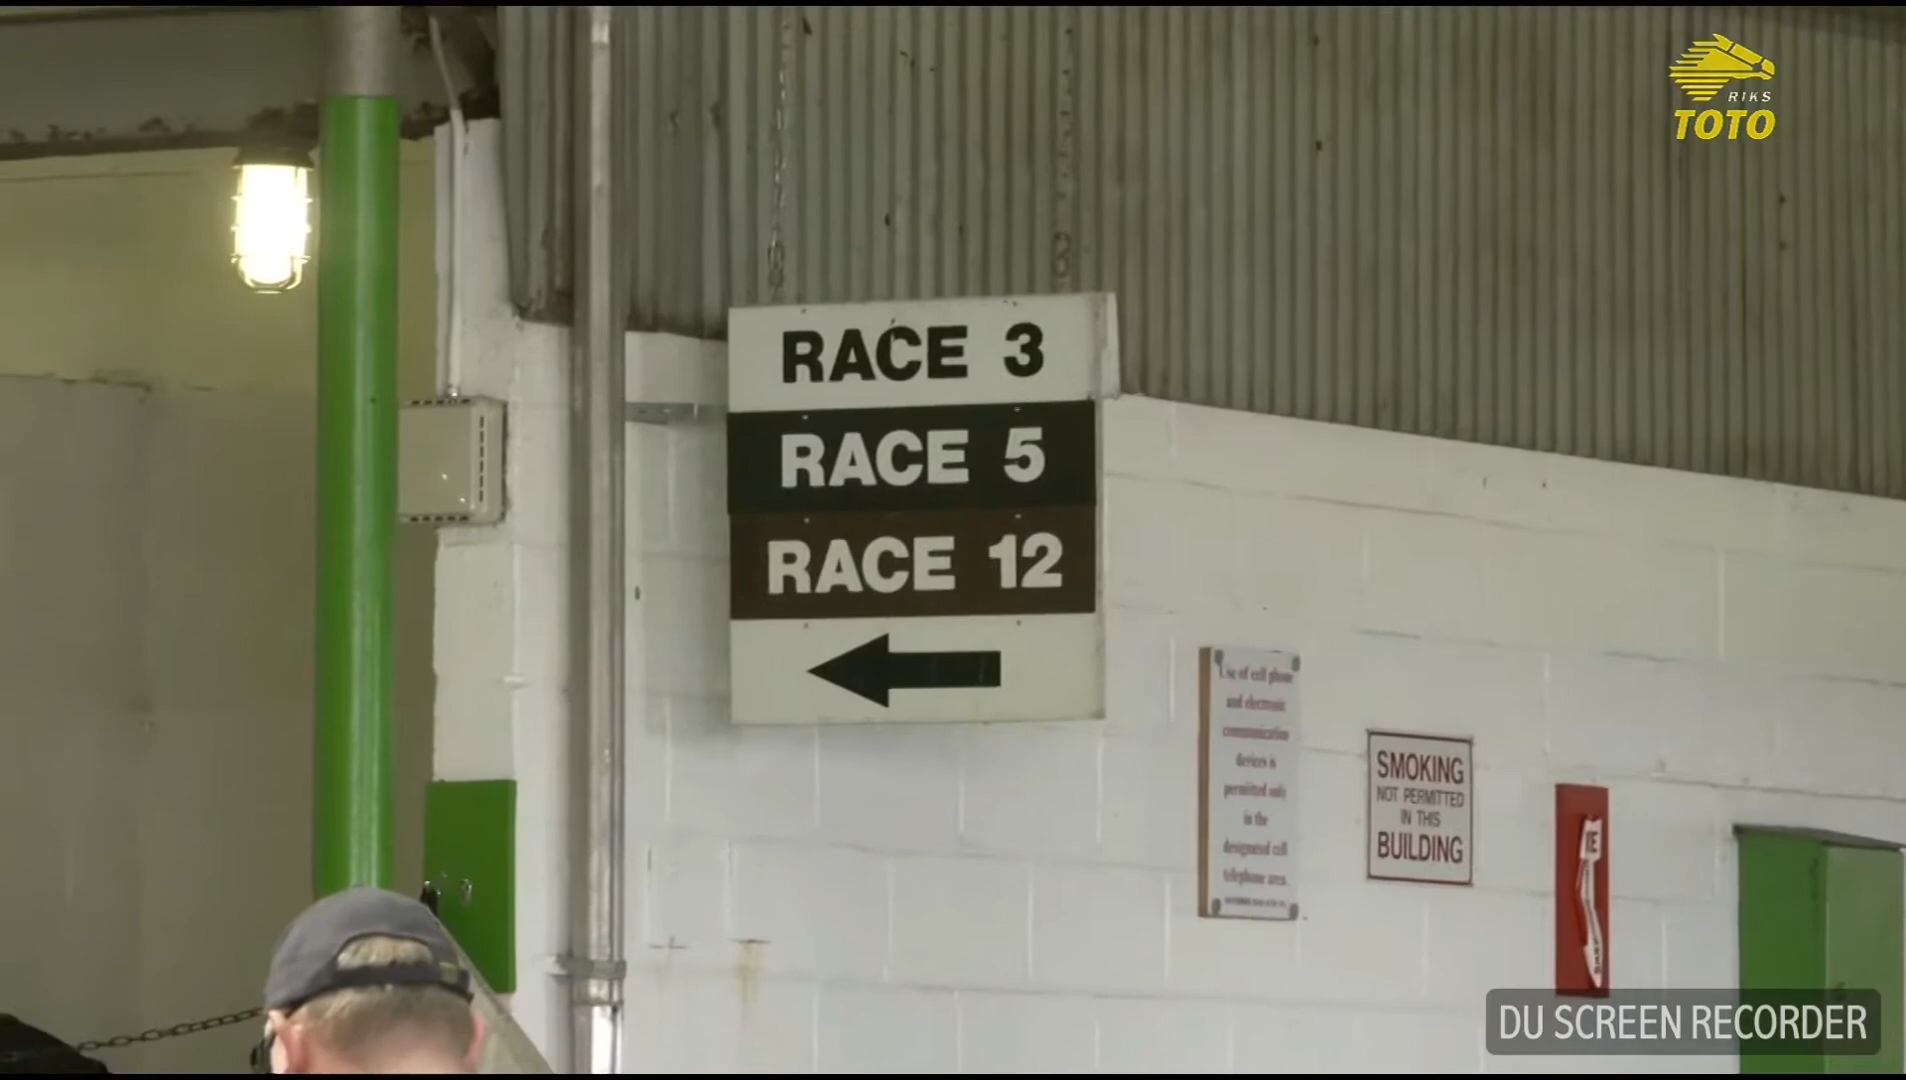 RIKS
TOTO
RACE 3
RACE 5
RACE 12
Use of cell phone
and electronic
communication
devices is
permitted only
in the
designated cell
telephone area.
SMOKING
NOT PERMITTED
IN THIS
BUILDING
DU SCREEN RECORDER